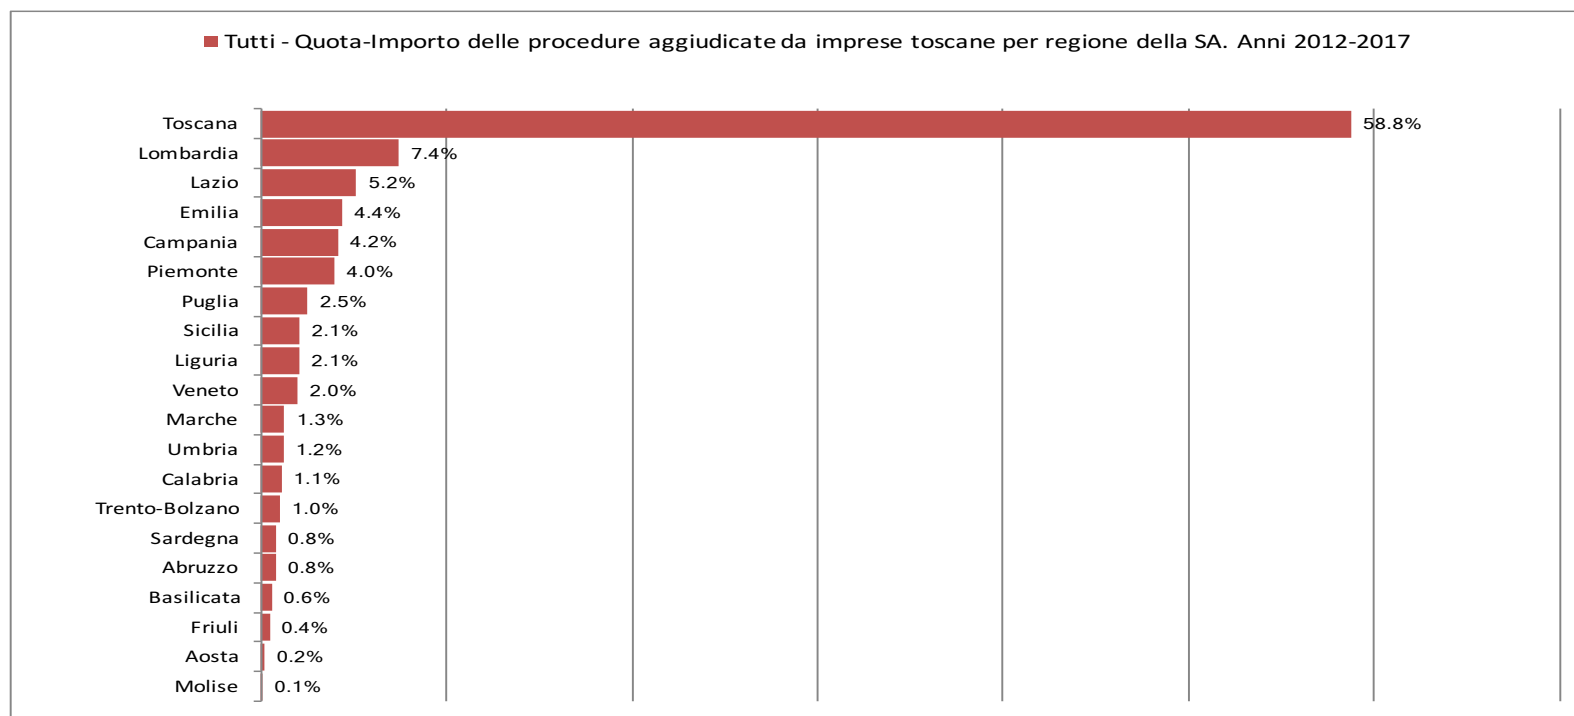 Tutti - Quota-Importo delle procedure aggiudicate da imprese toscane per regione della SA. Anni 2012-2017
Toscana 58.8%
Lombardia 7.4%
Lazio 5.2%
Emilia 4.4%
Campania 4.2%
Piemonte 4.0%
Puglia 2.5%
Sicilia 2.1%
Liguria 2.1%
Veneto 2.0%
Marche 1.3%
Umbria 1.2%
Calabria 1.1%
Trento-Bolzano 1.0%
Sardegna 0.8%
Abruzzo 0.8%
Basilicata 0.6%
Friuli 0.4%
Aosta 0.2%
Molise 0.1%